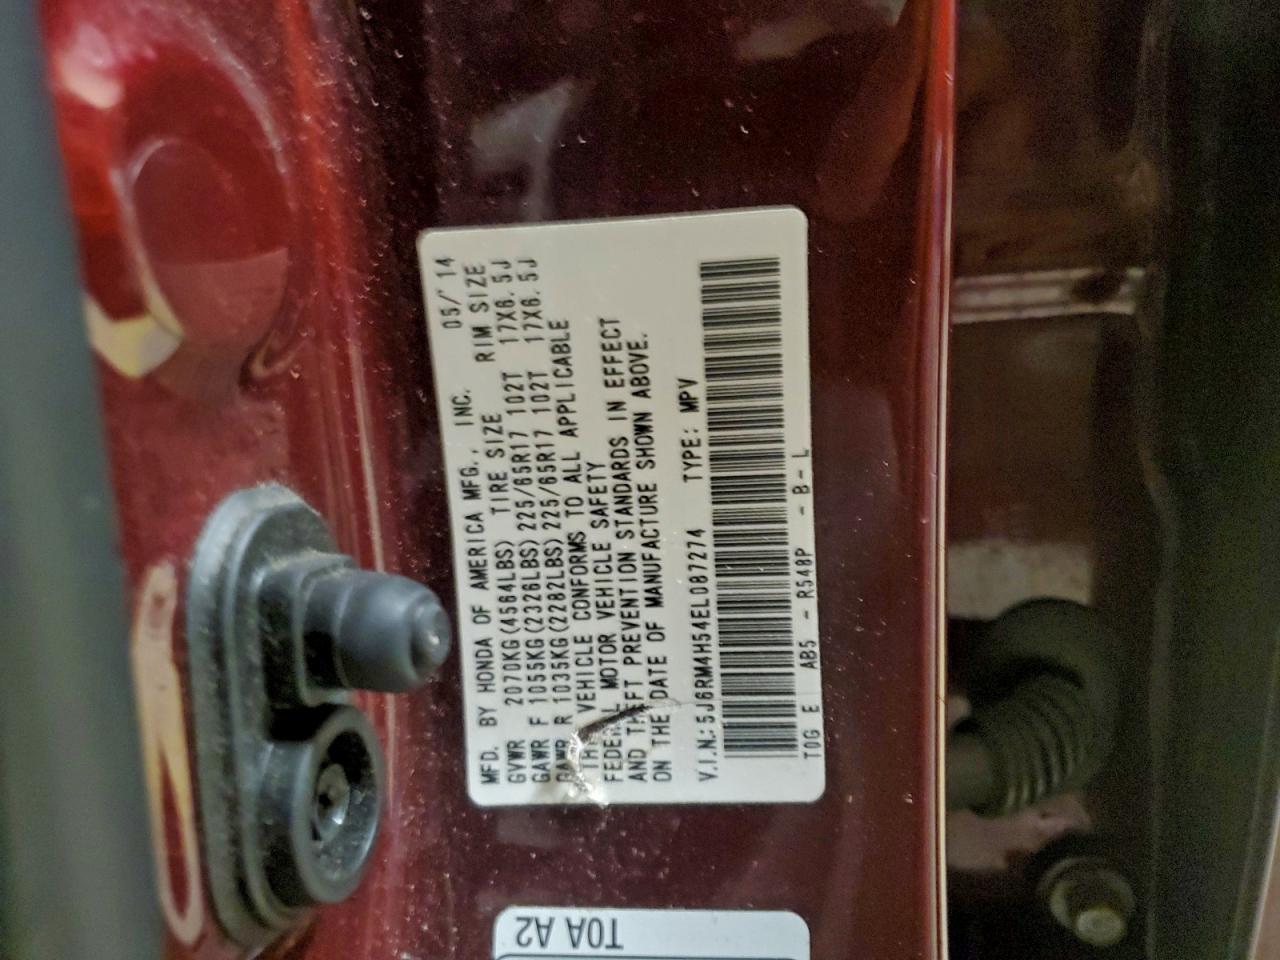 MFD. BY HONDA OF AMERICA MFG., INC. 05/'14
GVWR 2070KG(4564LBS) TIRE SIZE RIM SIZE
GAWR F 1055KG(2326LBS) 225/65R17 102T 17X6.5J
GAWR R 1035KG(2282LBS) 225/65R17 102T 17X6.5J
THIS VEHICLE CONFORMS TO ALL APPLICABLE
FEDERAL MOTOR VEHICLE SAFETY
AND THEFT PREVENTION STANDARDS IN EFFECT
ON THE DATE OF MANUFACTURE SHOWN ABOVE.
V.I.N.: 5J6RM4H54EL087274 TYPE: MPV
T0G E AB5 - R548P - B - L
T0A A2